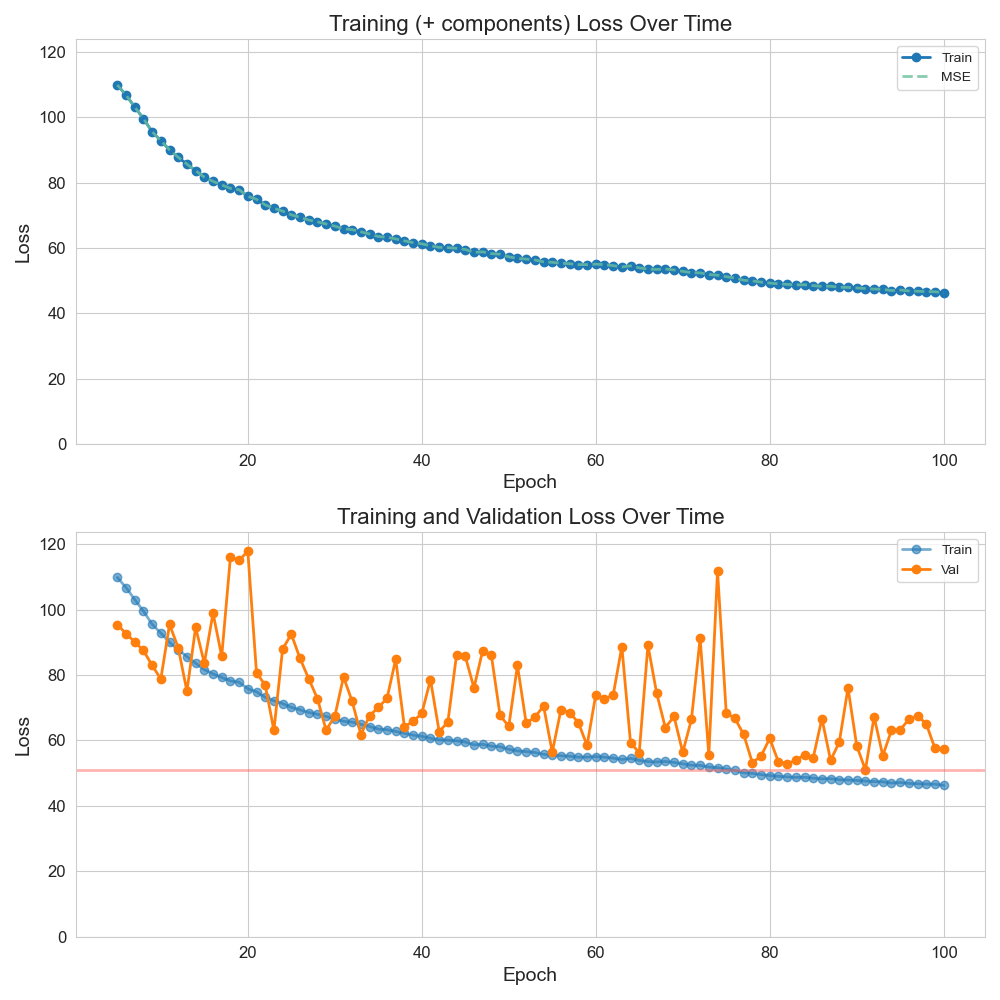 Training (+ components) Loss Over Time
120
100
80
60
40
20
0
Loss
Train
MSE
20 40 60 80 100
Epoch
Training and Validation Loss Over Time
120
100
80
60
40
20
0
Loss
Train
Val
20 40 60 80 100
Epoch